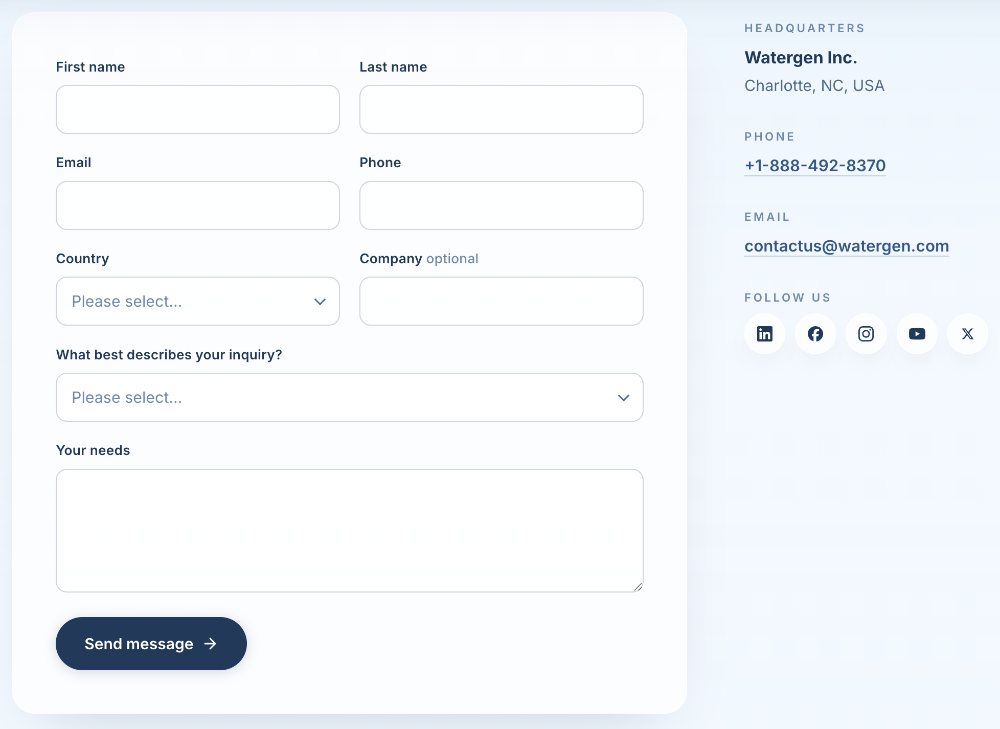 First name
Last name
Email
Phone
Country
Company optional
Please select...
What best describes your inquiry?
Please select...
Your needs
Send message
HEADQUARTERS
Watergen Inc.
Charlotte, NC, USA
PHONE
+1-888-492-8370
EMAIL
contactus@watergen.com
FOLLOW US